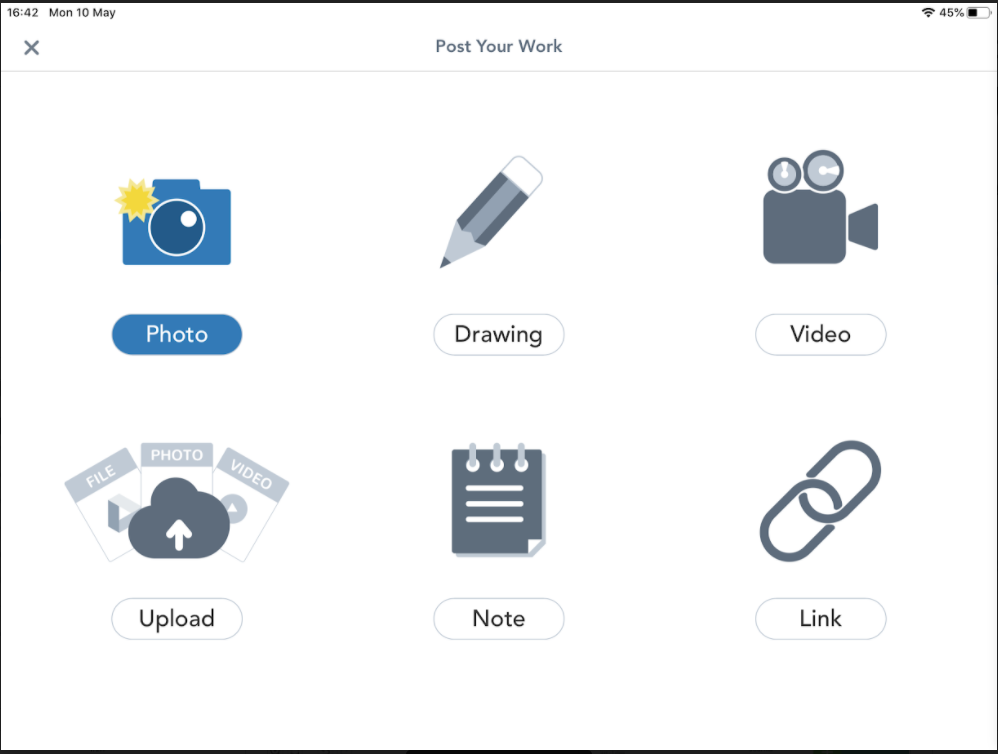 16:42 Mon 10 May
45%
Post Your Work
Photo
Drawing
Video
FILE
PHOTO
VIDEO
Upload
Note
Link